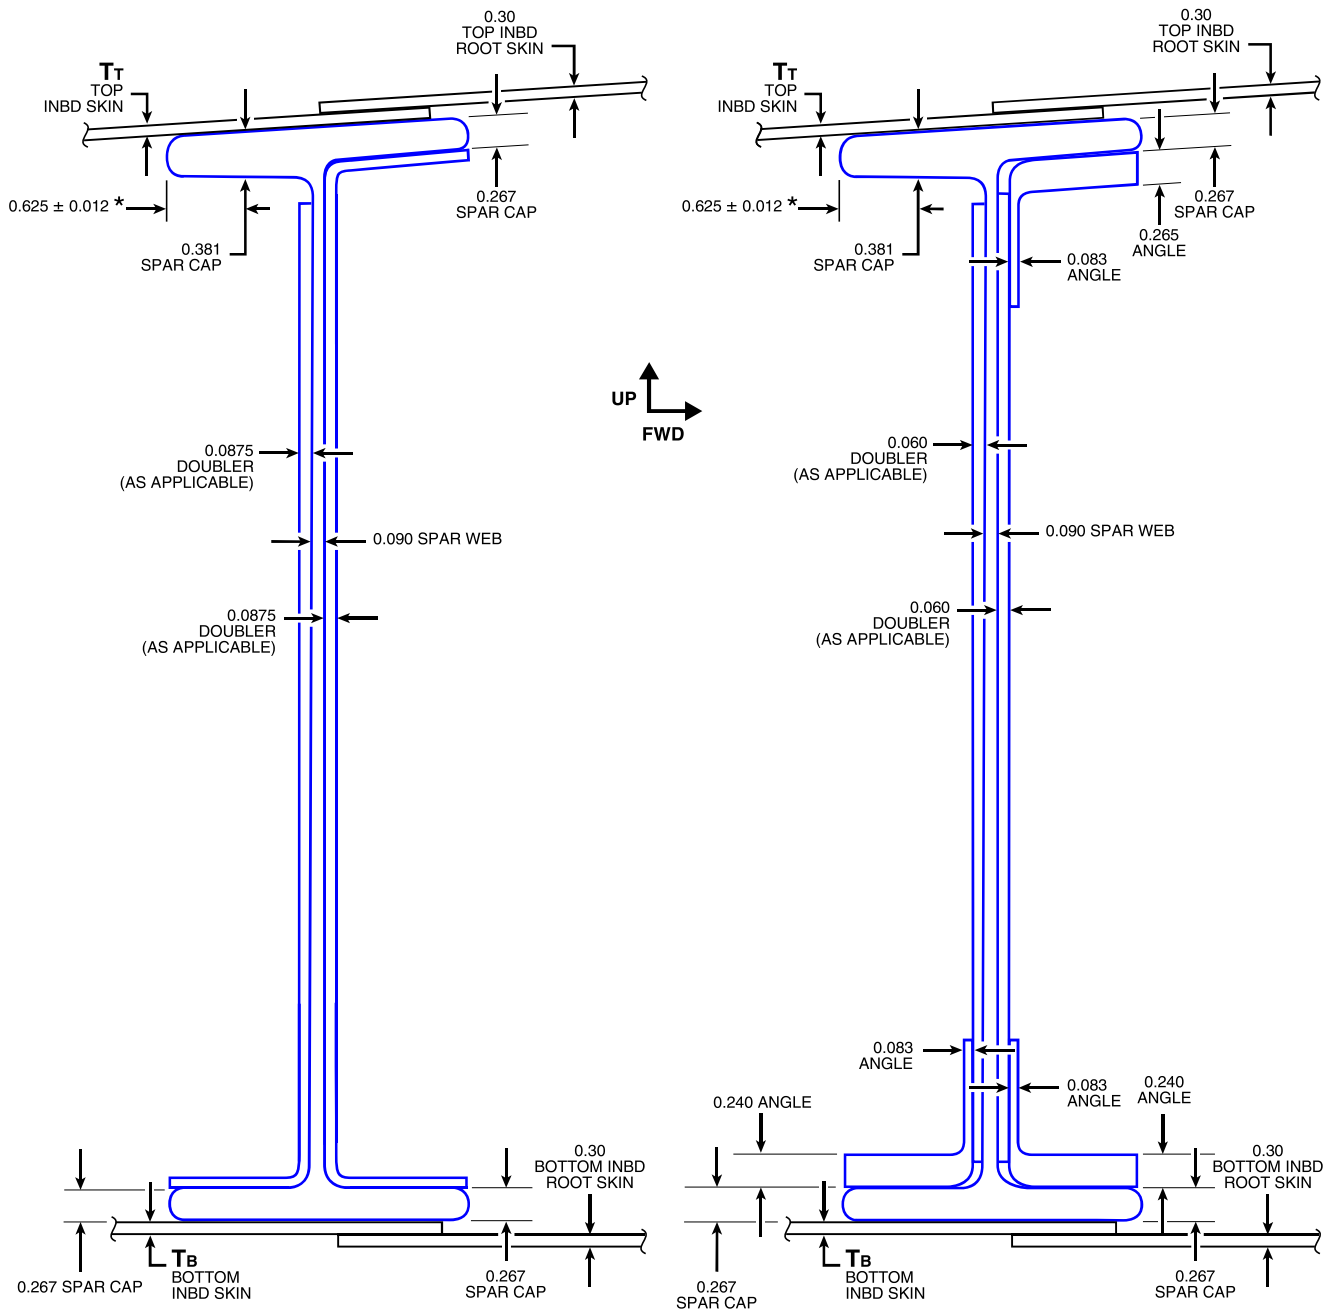 0.30
TOP INBD
ROOT SKIN
TT
TOP
INBD SKIN
0.625 ± 0.012 *
0.381
SPAR CAP
0.267
SPAR CAP
0.0875
DOUBLER
(AS APPLICABLE)
0.090 SPAR WEB
0.0875
DOUBLER
(AS APPLICABLE)
0.30
BOTTOM INBD
ROOT SKIN
0.267 SPAR CAP
TB
BOTTOM
INBD SKIN
0.267
SPAR CAP
UP
FWD
0.30
TOP INBD
ROOT SKIN
TT
TOP
INBD SKIN
0.625 ± 0.012 *
0.381
SPAR CAP
0.267
SPAR CAP
0.265
ANGLE
0.083
ANGLE
0.060
DOUBLER
(AS APPLICABLE)
0.090 SPAR WEB
0.060
DOUBLER
(AS APPLICABLE)
0.083
ANGLE
0.083
ANGLE
0.240
ANGLE
0.240 ANGLE
0.30
BOTTOM INBD
ROOT SKIN
0.267
SPAR CAP
TB
BOTTOM
INBD SKIN
0.267
SPAR CAP